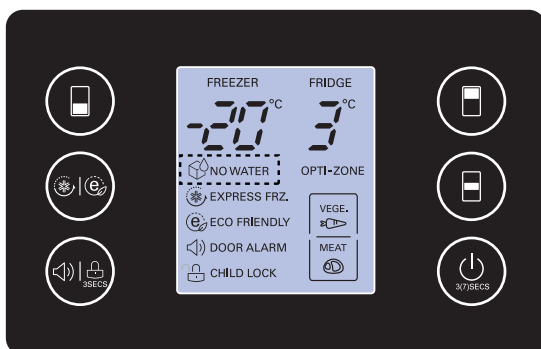 FREEZER FRIDGE
-20°C 3°C
NO WATER OPTI-ZONE
EXPRESS FRZ.
VEGE.
e ECO FRIENDLY
DOOR ALARM
MEAT
CHILD LOCK
e
3SECS
3(7)SECS